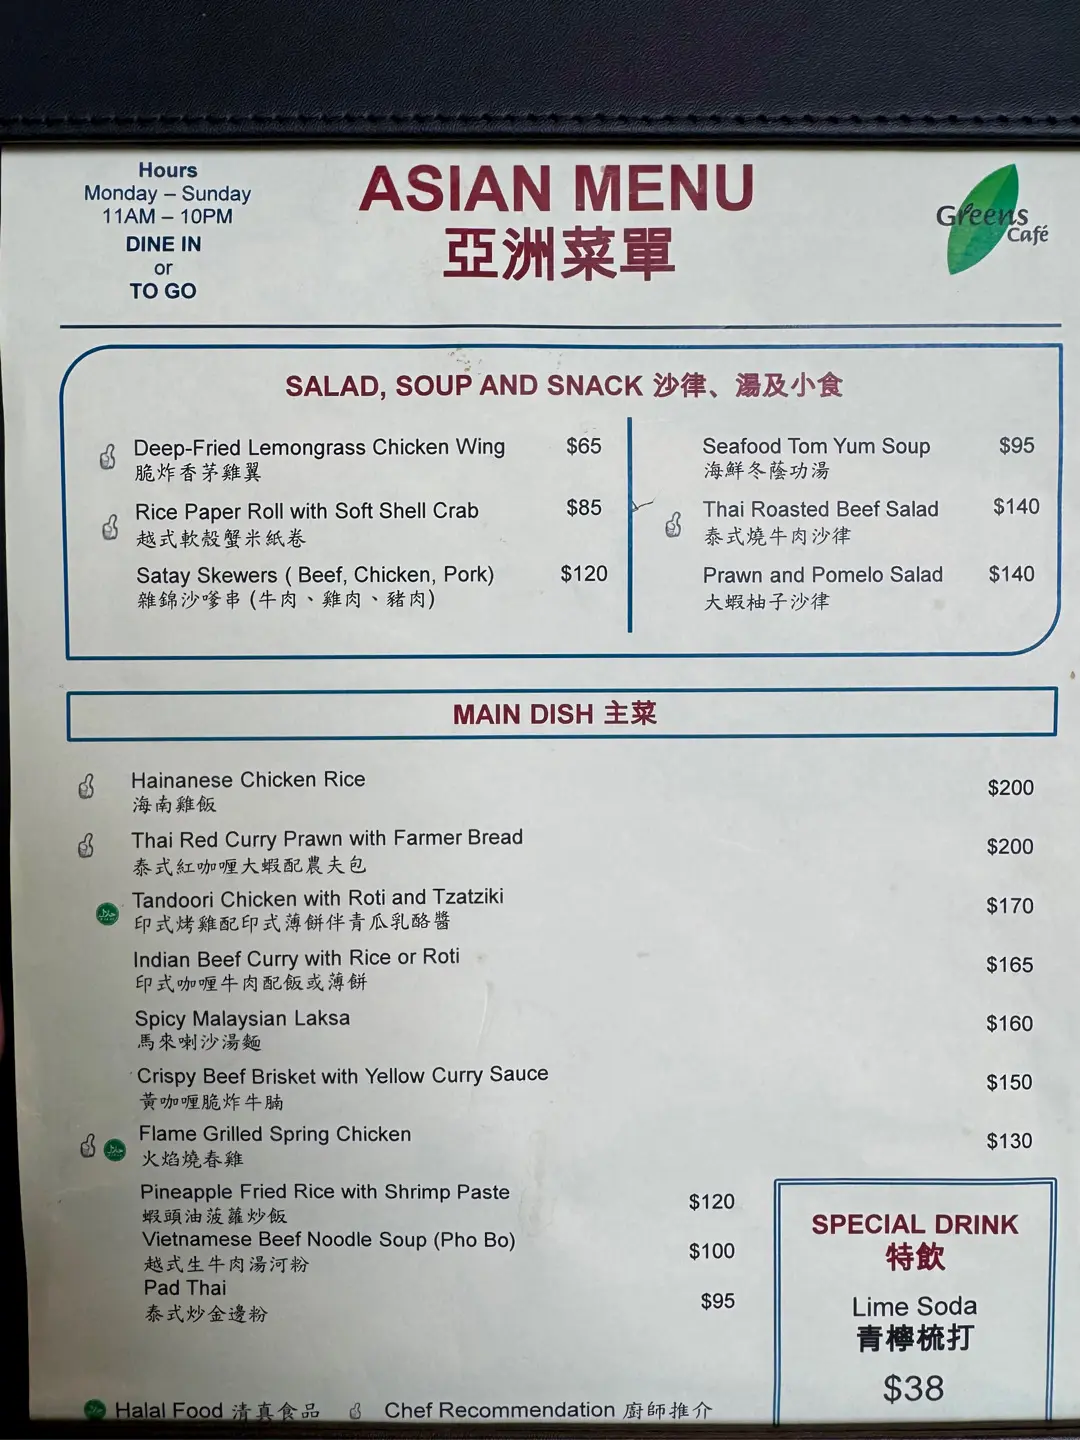 Hours
Monday – Sunday
11AM – 10PM
DINE IN
or
TO GO
ASIAN MENU
亞洲菜單
Greens
Café
SALAD, SOUP AND SNACK 沙律、湯及小食
Deep-Fried Lemongrass Chicken Wing $65
脆炸香茅雞翼
Rice Paper Roll with Soft Shell Crab $85
越式軟殼蟹米紙卷
Satay Skewers ( Beef, Chicken, Pork) $120
雜錦沙嗲串 (牛肉、雞肉、豬肉)
Seafood Tom Yum Soup $95
海鮮冬蔭功湯
Thai Roasted Beef Salad $140
泰式燒牛肉沙律
Prawn and Pomelo Salad $140
大蝦柚子沙律
MAIN DISH 主菜
Hainanese Chicken Rice $200
海南雞飯
Thai Red Curry Prawn with Farmer Bread $200
泰式紅咖喱大蝦配農夫包
Tandoori Chicken with Roti and Tzatziki $170
印式烤雞配印式薄餅伴青瓜乳酪醬
Indian Beef Curry with Rice or Roti $165
印式咖喱牛肉配飯或薄餅
Spicy Malaysian Laksa $160
馬來喇沙湯麵
Crispy Beef Brisket with Yellow Curry Sauce $150
黃咖喱脆炸牛腩
Flame Grilled Spring Chicken $130
火焰燒春雞
Pineapple Fried Rice with Shrimp Paste $120
蝦頭油菠蘿炒飯
Vietnamese Beef Noodle Soup (Pho Bo) $100
越式生牛肉湯河粉
Pad Thai $95
泰式炒金邊粉
SPECIAL DRINK
特飲
Lime Soda
青檸梳打
$38
Halal Food 清真食品 Chef Recommendation 廚師推介